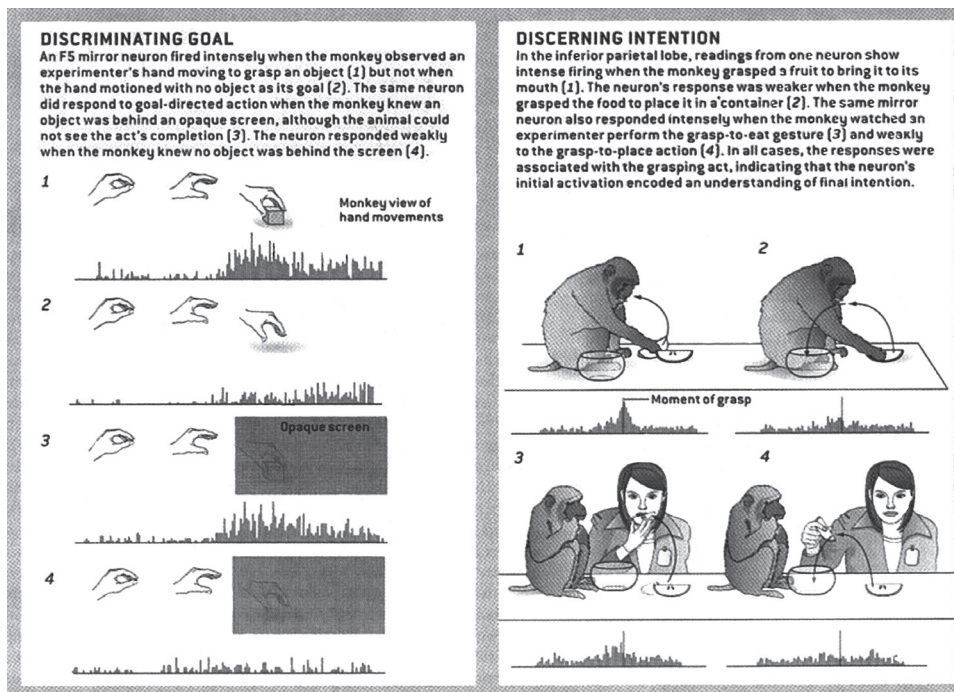 DISCRIMINATING GOAL
An F5 mirror neuron fired intensely when the monkey observed an
experimenter's hand moving to grasp an object (1) but not when
the hand motioned with no object as its goal (2). The same neuron
did respond to goal-directed action when the monkey knew an
object was behind an opaque screen, although the animal could
not see the act's completion (3). The neuron responded weakly
when the monkey knew no object was behind the screen (4).
1
Monkey view of
hand movements
2
3
Opaque screen
4
DISCERNING INTENTION
In the inferior parietal lobe, readings from one neuron show
intense firing when the monkey grasped a fruit to bring it to its
mouth (1). The neuron's response was weaker when the monkey
grasped the food to place it in a container (2). The same mirror
neuron also responded intensely when the monkey watched an
experimenter perform the grasp-to-eat gesture (3) and weakly
to the grasp-to-place action (4). In all cases, the responses were
associated with the grasping act, indicating that the neuron's
initial activation encoded an understanding of final intention.
1
2
Moment of grasp
3
4